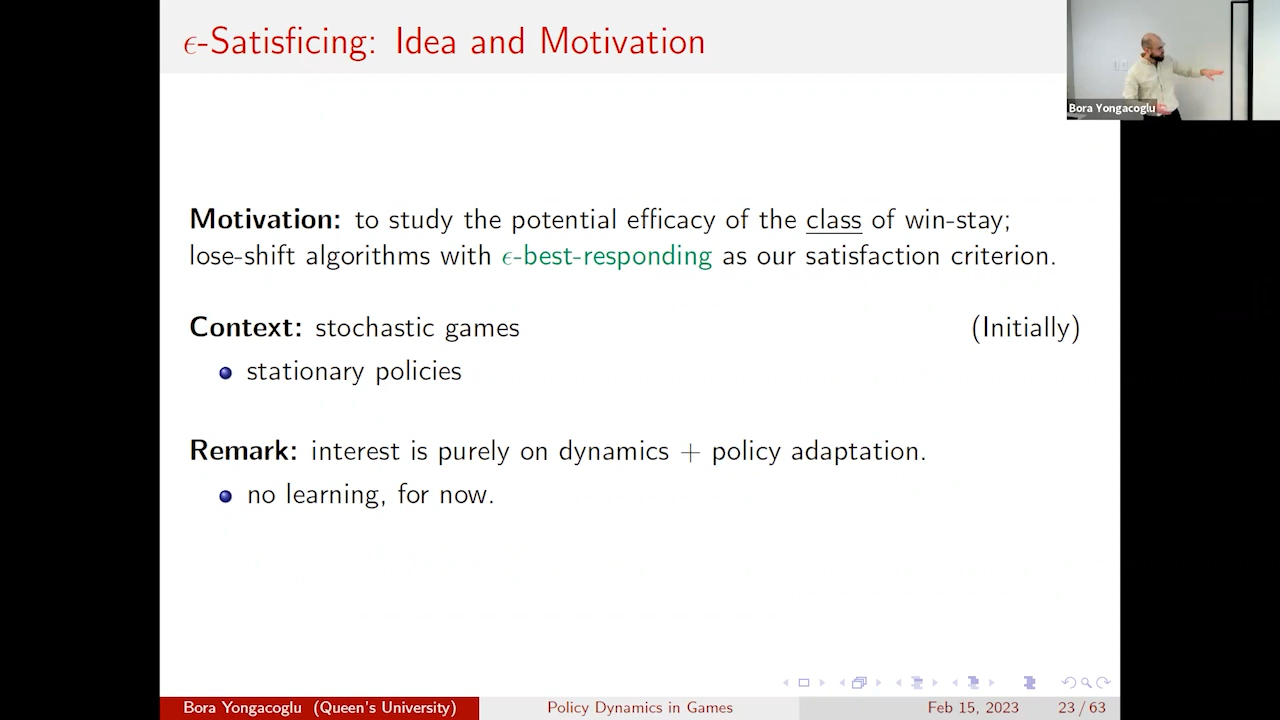 ϵ-Satisficing: Idea and Motivation
Bora Yongacoglu
Motivation: to study the potential efficacy of the class of win-stay;
lose-shift algorithms with ϵ-best-responding as our satisfaction criterion.
Context: stochastic games (Initially)
stationary policies
Remark: interest is purely on dynamics + policy adaptation.
no learning, for now.
Bora Yongacoglu (Queen's University) Policy Dynamics in Games Feb 15, 2023 23 / 63